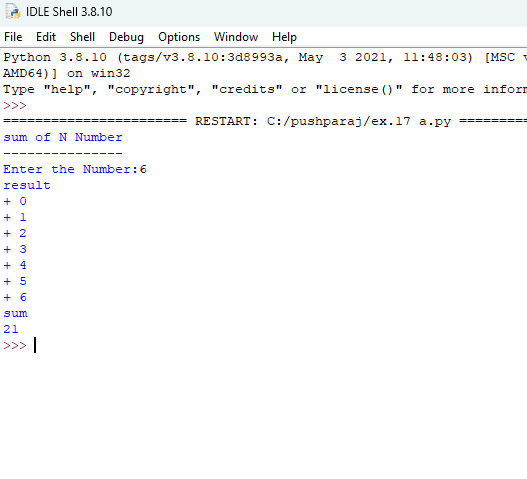 IDLE Shell 3.8.10
File Edit Shell Debug Options Window Help
Python 3.8.10 (tags/v3.8.10:3d8993a, May  3 2021, 11:48:03) [MSC
AMD64)] on win32
Type "help", "copyright", "credits" or "license()" for more
>>>
======================= RESTART: C:/pushparaj/ex.17 a.py =========
sum of N Number
---------------
Enter the Number:6
result
+ 0
+ 1
+ 2
+ 3
+ 4
+ 5
+ 6
sum
21
>>>